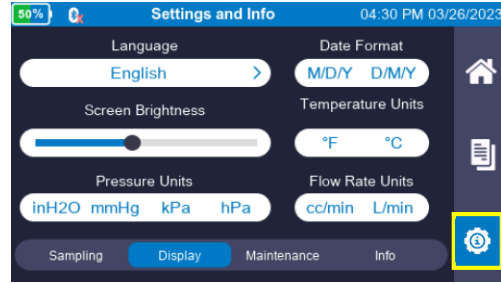 50% Settings and Info 04:30 PM 03/26/2023
Language Date Format
English > M/D/Y D/M/Y
Screen Brightness Temperature Units
°F °C
Pressure Units Flow Rate Units
inH2O mmHg kPa hPa cc/min L/min
Sampling Display Maintenance Info